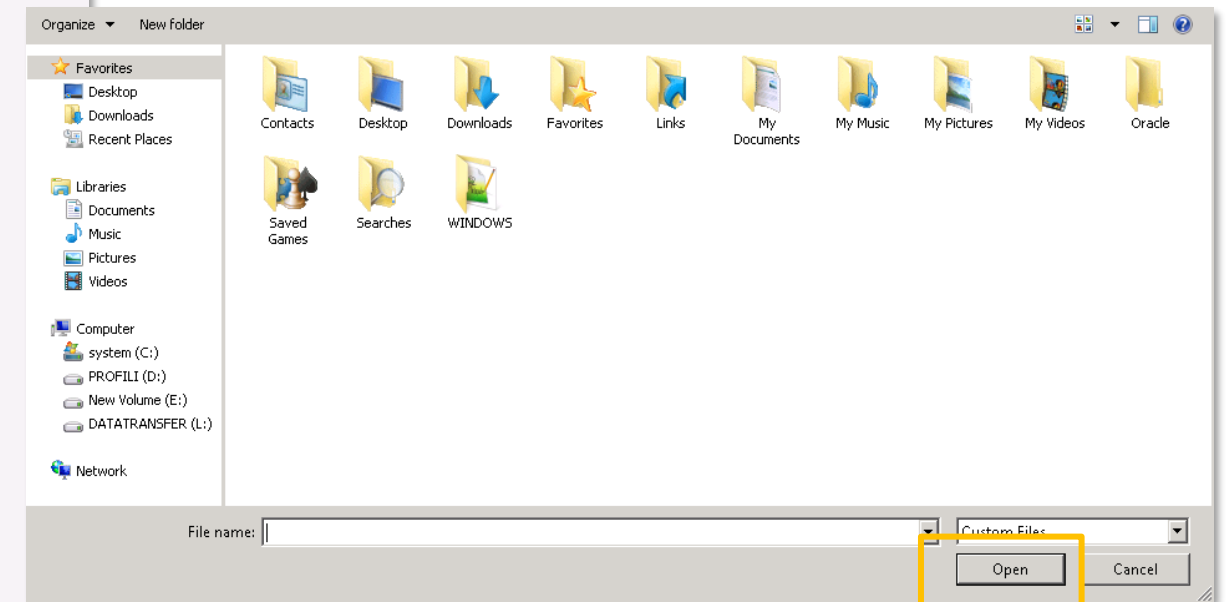 Organize New folder
Favorites
Desktop
Downloads
Recent Places
Libraries
Documents
Music
Pictures
Videos
Computer
system (C:)
PROFILI (D:)
New Volume (E:)
DATATRANSFER (L:)
Network
Contacts Desktop Downloads Favorites Links My Documents My Music My Pictures My Videos Oracle
Saved Games Searches WINDOWS
File name: Custom Files
Open Cancel